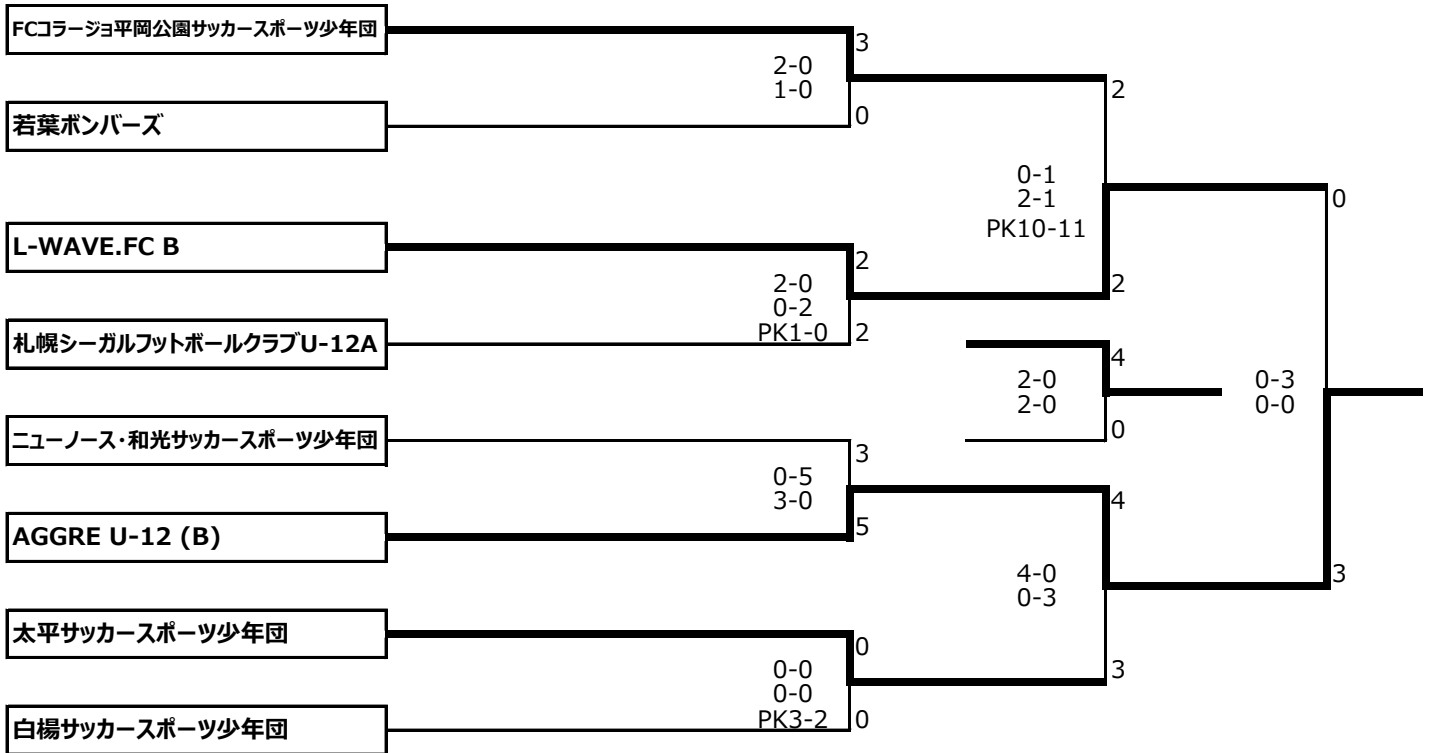 FCコラージョ平岡公園サッカースポーツ少年団
3
2-0
1-0
2
若葉ボンバーズ
0
0-1
2-1
PK10-11
0
L-WAVE.FC B
2
2-0
0-2
PK1-0
2
札幌シーガルフットボールクラブU-12A
2
4
2-0
2-0
0
0-3
0-0
ニューノース・和光サッカースポーツ少年団
3
0-5
3-0
4
AGGRE U-12 (B)
5
4-0
0-3
3
太平サッカースポーツ少年団
0
0-0
0-0
PK3-2
3
白楊サッカースポーツ少年団
0